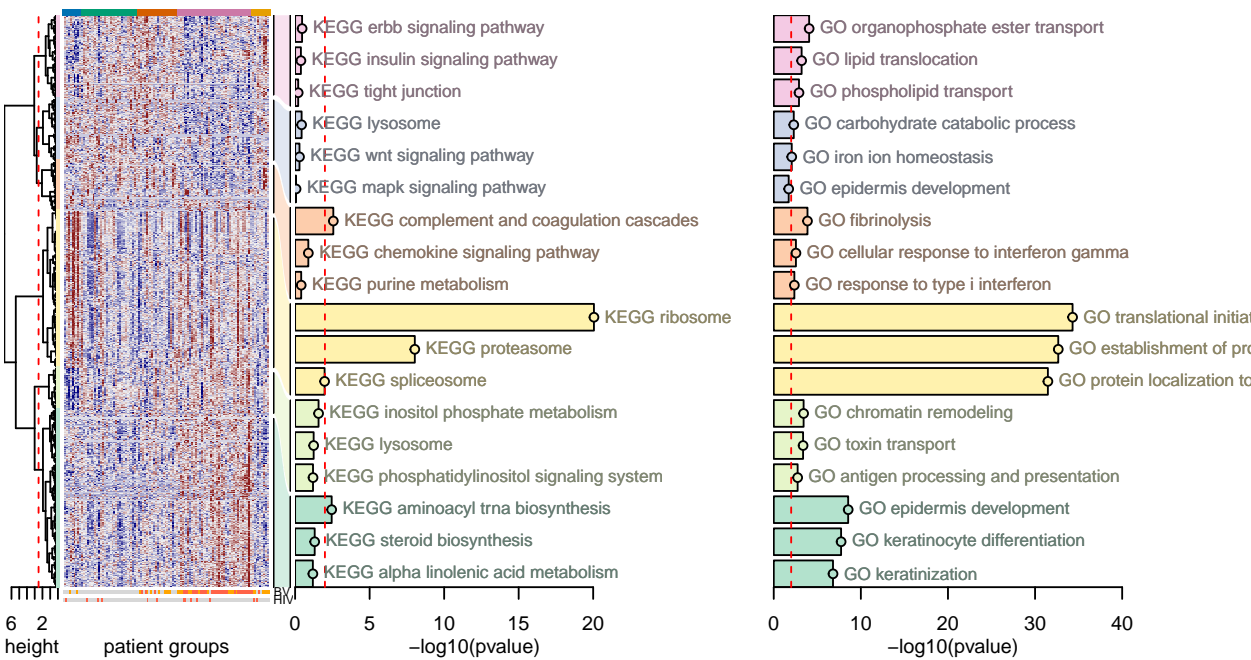 KEGG erbb signaling pathway
KEGG insulin signaling pathway
KEGG tight junction
KEGG lysosome
KEGG wnt signaling pathway
KEGG mapk signaling pathway
KEGG complement and coagulation cascades
KEGG chemokine signaling pathway
KEGG purine metabolism
KEGG ribosome
KEGG proteasome
KEGG spliceosome
KEGG inositol phosphate metabolism
KEGG lysosome
KEGG phosphatidylinositol signaling system
KEGG aminoacyl trna biosynthesis
KEGG steroid biosynthesis
KEGG alpha linolenic acid metabolism
GO organophosphate ester transport
GO lipid translocation
GO phospholipid transport
GO carbohydrate catabolic process
GO iron ion homeostasis
GO epidermis development
GO fibrinolysis
GO cellular response to interferon gamma
GO response to type i interferon
GO translational initiat
GO establishment of pro
GO protein localization to
GO chromatin remodeling
GO toxin transport
GO antigen processing and presentation
GO epidermis development
GO keratinocyte differentiation
GO keratinization
BV
HIV
6 2
height
patient groups
0 5 10 15 20
−log10(pvalue)
0 10 20 30 40
−log10(pvalue)